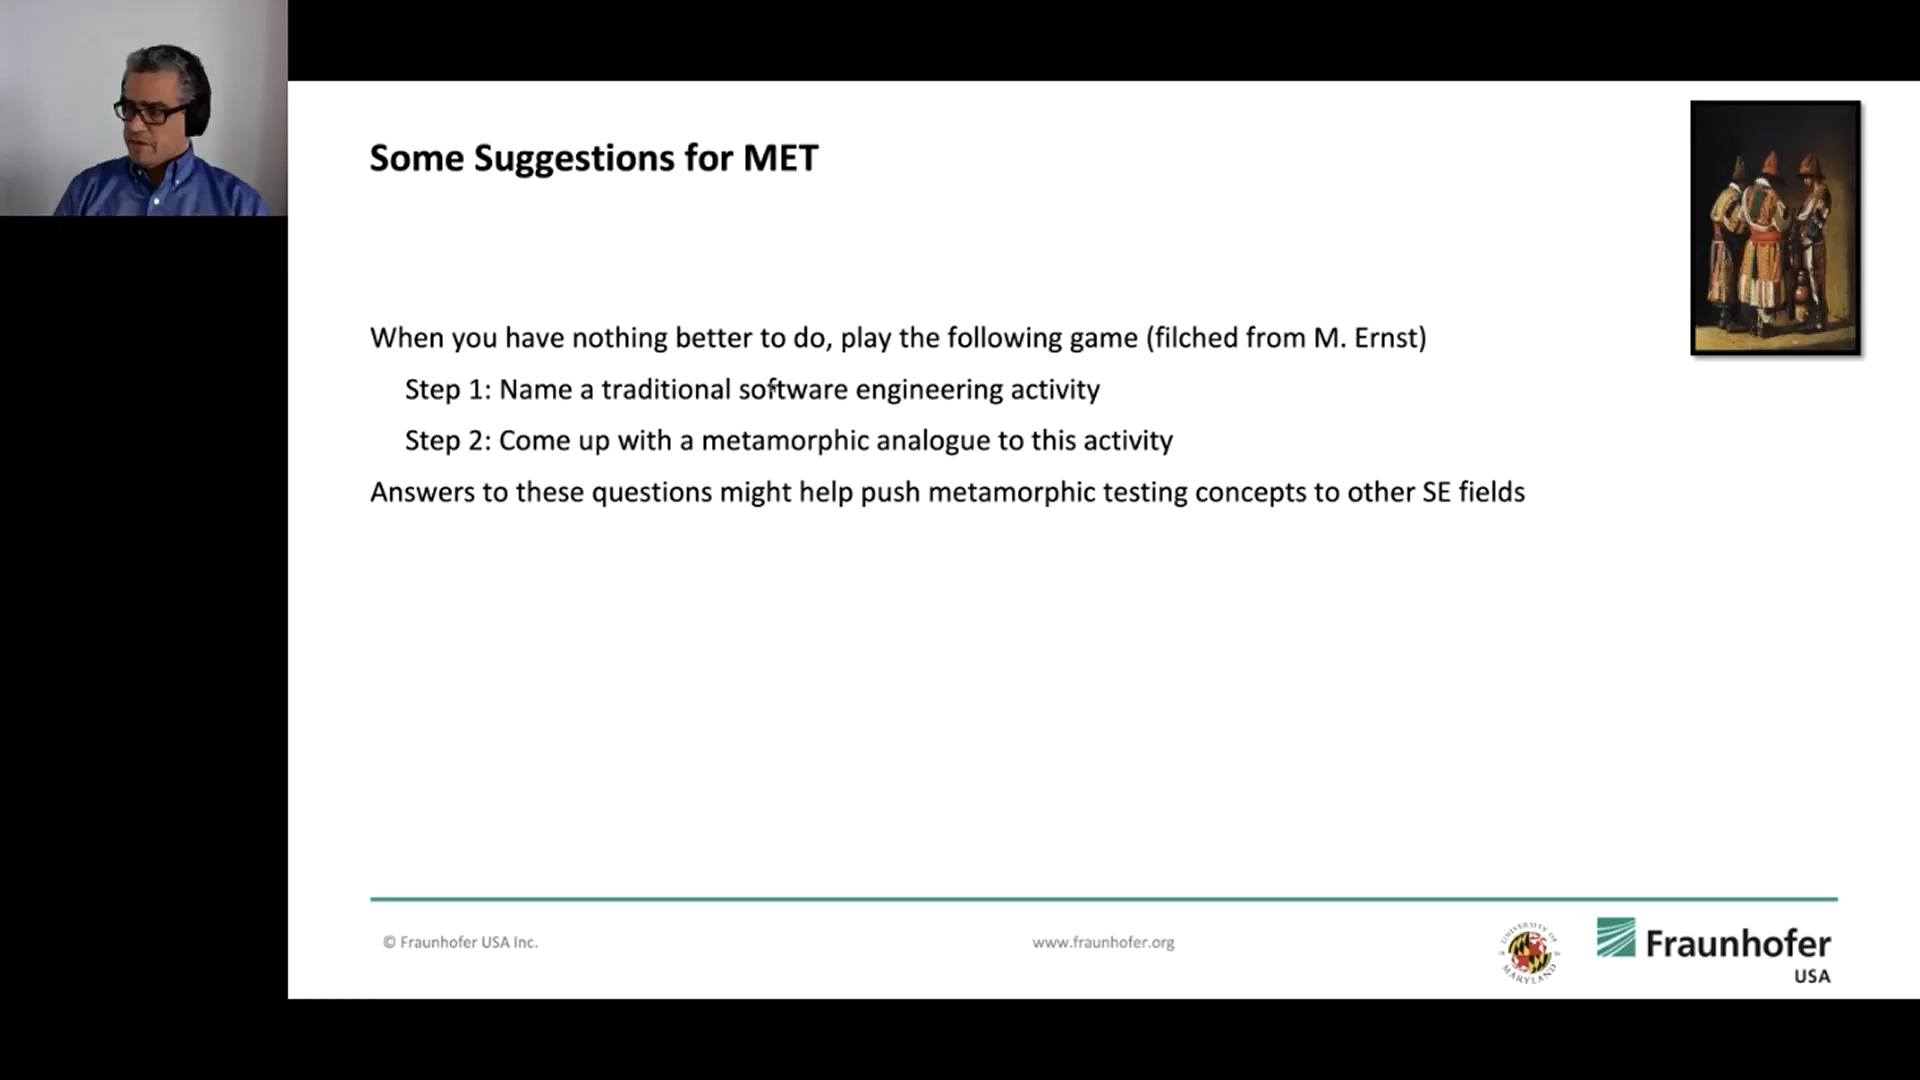 Some Suggestions for MET
When you have nothing better to do, play the following game (filched from M. Ernst)
Step 1: Name a traditional software engineering activity
Step 2: Come up with a metamorphic analogue to this activity
Answers to these questions might help push metamorphic testing concepts to other SE fields
© Fraunhofer USA Inc.
www.fraunhofer.org
UNIVERSITY OF
MARYLAND
Fraunhofer
USA